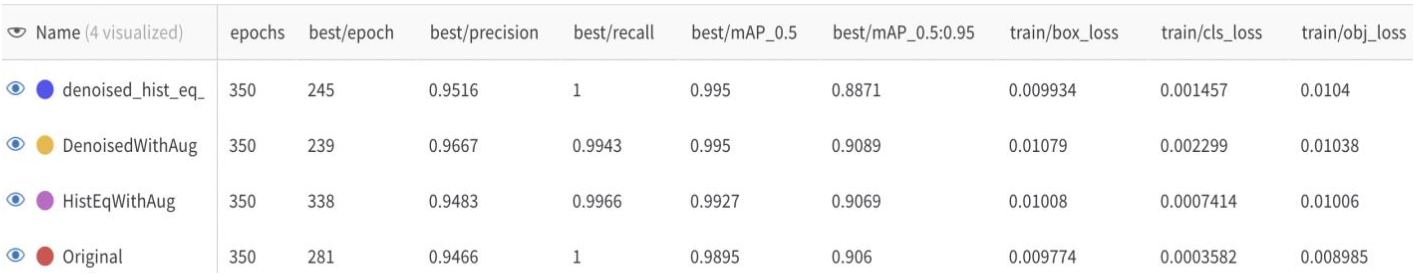 Name (4 visualized) epochs best/epoch best/precision best/recall best/mAP_0.5 best/mAP_0.5:0.95 train/box_loss train/cls_loss train/obj_loss
denoised_hist_eq_ 350 245 0.9516 1 0.995 0.8871 0.009934 0.001457 0.0104
DenoisedWithAug 350 239 0.9667 0.9943 0.995 0.9089 0.01079 0.002299 0.01038
HistEqWithAug 350 338 0.9483 0.9966 0.9927 0.9069 0.01008 0.0007414 0.01006
Original 350 281 0.9466 1 0.9895 0.906 0.009774 0.0003582 0.008985